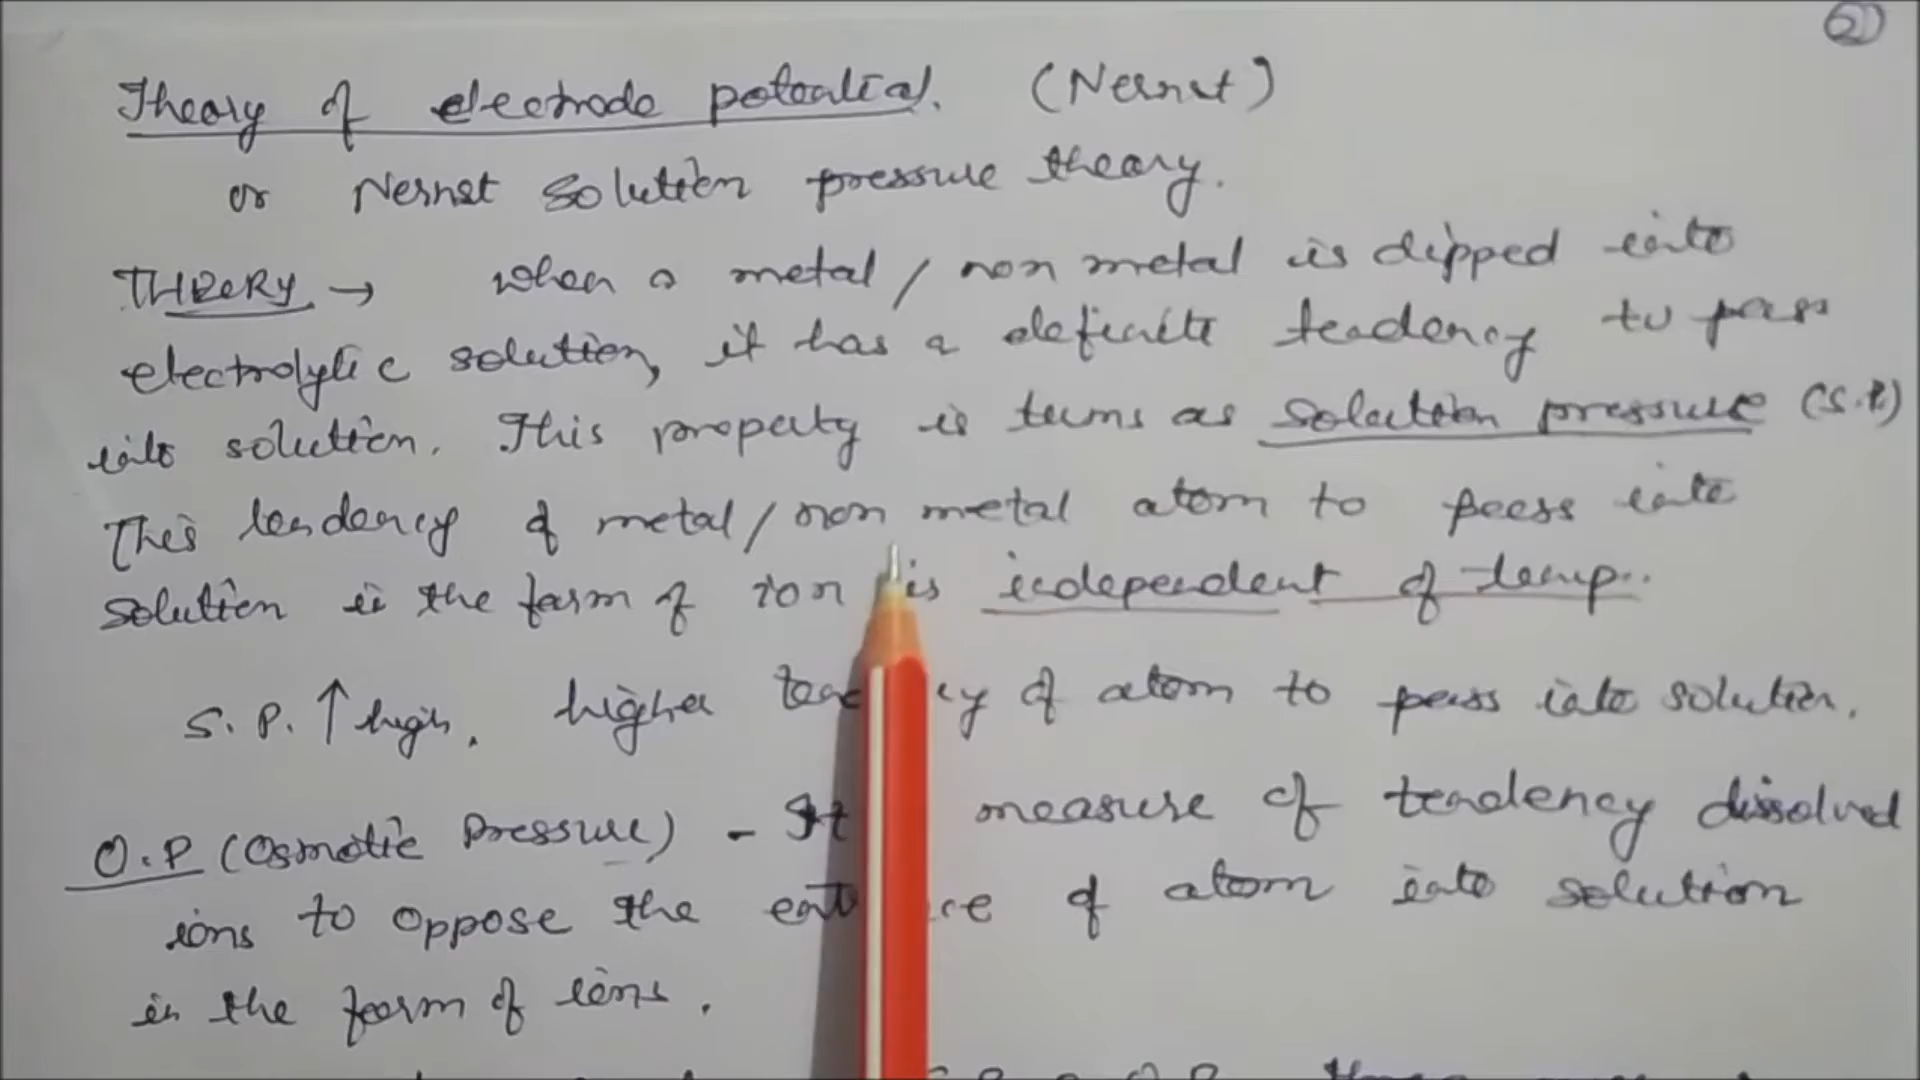 2
Theory of electrode potential. (Nernst)
or Nernst solution pressure theory.
THEORY → when a metal / non metal is dipped into
electrolytic solution, it has a definite tendency to pass
into solution. This property is terms as solution pressure (S.P.)
This tendency of metal / non metal atom to pass into
solution in the form of ion is independent of temp..
S.P. ↑ high. higher of atom to pass into solution.
O.P (Osmotic Pressure) - It measure of tendency dissolved
ions to oppose the of atom into solution
in the form of ions.